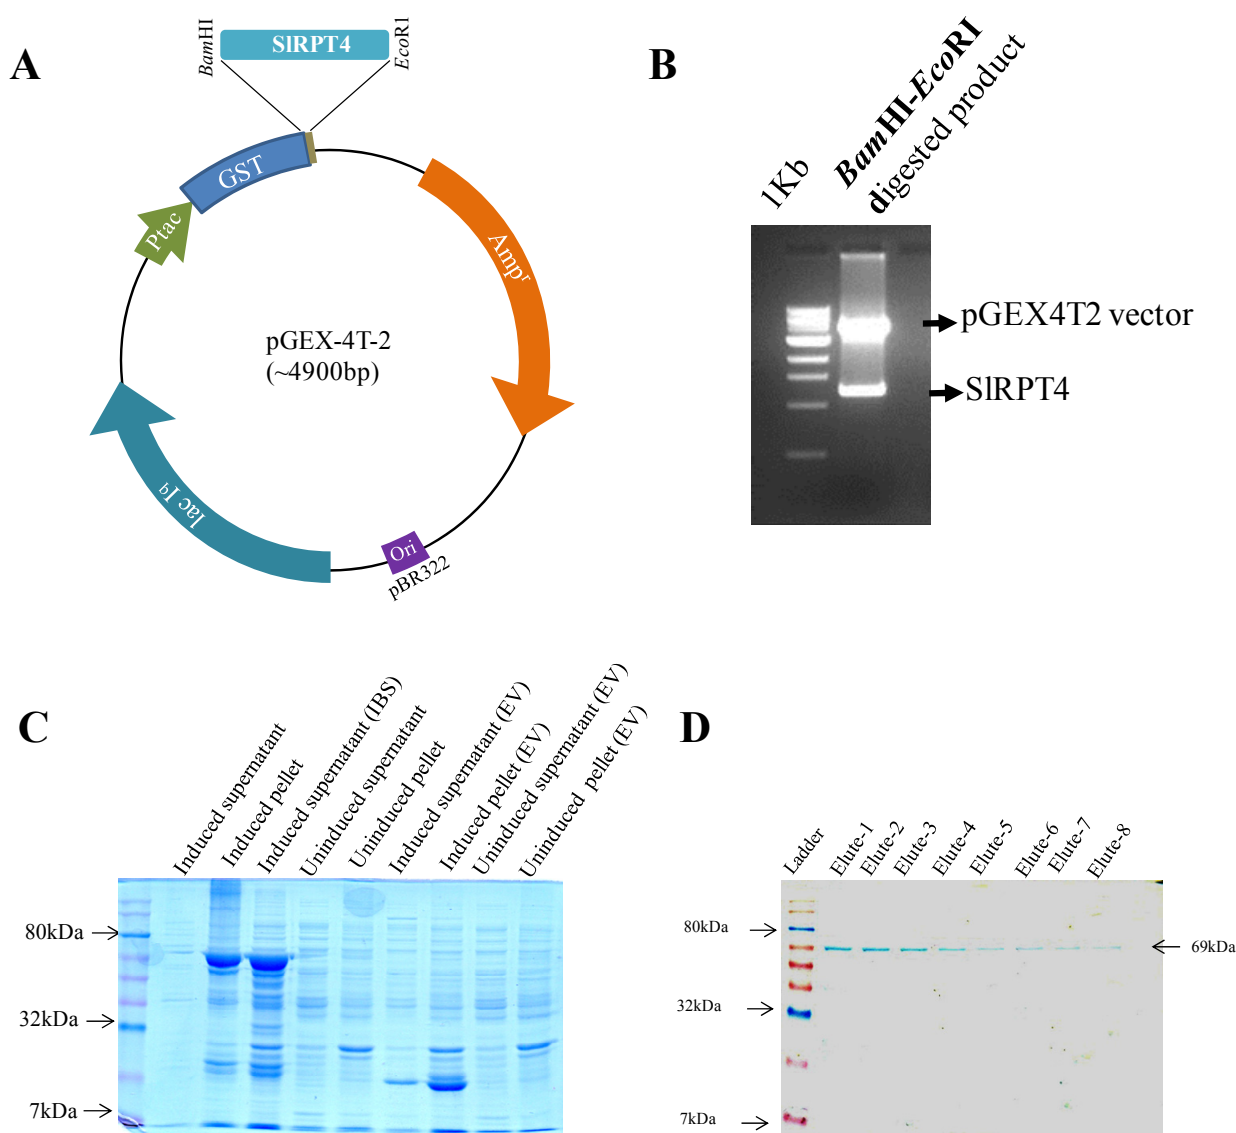 A
BamHI
SlRPT4
EcoR1
GST
Ptac
Ampʳ
pGEX-4T-2
(~4900bp)
lac Iq
Ori
pBR322
B
1Kb
BamHI-EcoRI
digested product
pGEX4T2 vector
SlRPT4
C
Induced supernatant
Induced pellet
Induced supernatant (IBS)
Uninduced supernatant
Uninduced pellet
Induced supernatant (EV)
Induced pellet (EV)
Uninduced supernatant (EV)
Uninduced pellet (EV)
80kDa
32kDa
7kDa
D
Ladder
Elute-1
Elute-2
Elute-3
Elute-4
Elute-5
Elute-6
Elute-7
Elute-8
80kDa
69kDa
32kDa
7kDa